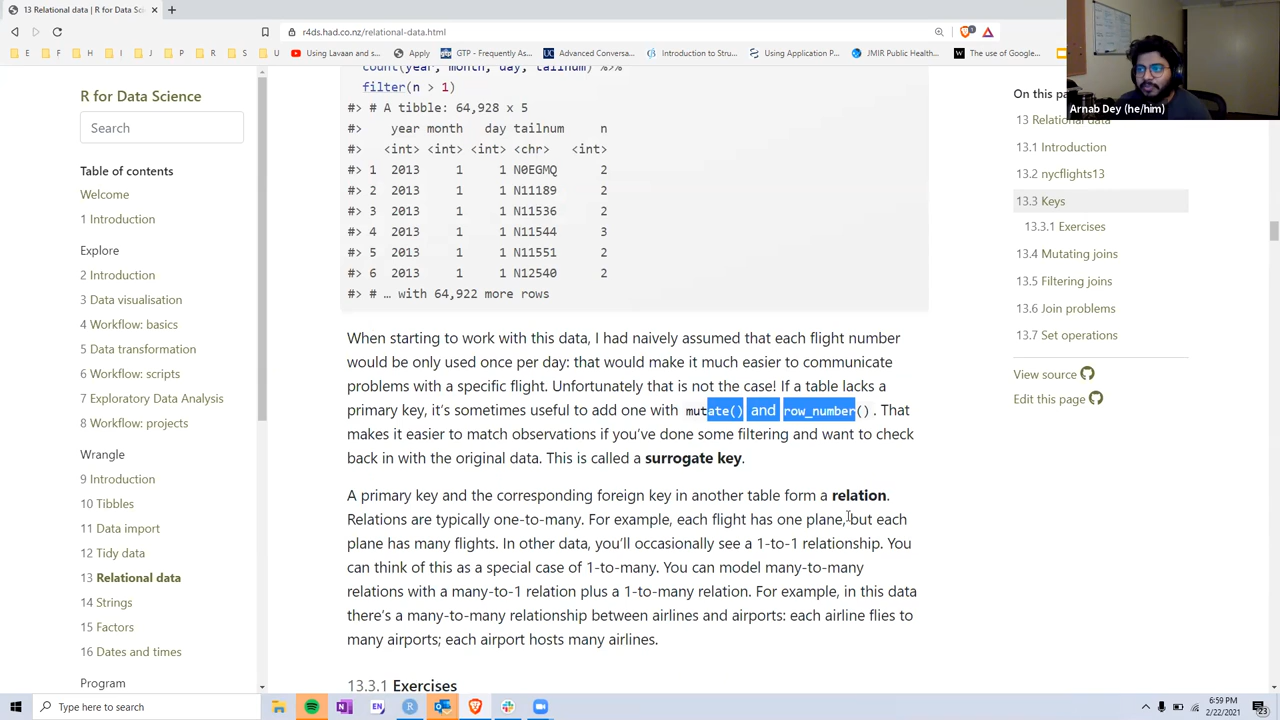 13 Relational data | R for Data Sci
r4ds.had.co.nz/relational-data.html
E F H I J P R S U Using Lavaan with s Apply GTP - Frequently As... Advanced Conversa... Introduction to Stru... Using Application P... JMIR Public Health... The use of Google...
Arnab Dey (he/him)
R for Data Science
Search
Table of contents
Welcome
1 Introduction
Explore
2 Introduction
3 Data visualisation
4 Workflow: basics
5 Data transformation
6 Workflow: scripts
7 Exploratory Data Analysis
8 Workflow: projects
Wrangle
9 Introduction
10 Tibbles
11 Data import
12 Tidy data
13 Relational data
14 Strings
15 Factors
16 Dates and times
Program
count(year, month, day, tailnum) %>%
filter(n > 1)
#> # A tibble: 64,928 x 5
#> year month day tailnum n
#> <int> <int> <int> <chr> <int>
#> 1 2013 1 1 N0EGMQ 2
#> 2 2013 1 1 N11189 2
#> 3 2013 1 1 N11536 2
#> 4 2013 1 1 N11544 3
#> 5 2013 1 1 N11551 2
#> 6 2013 1 1 N12540 2
#> # … with 64,922 more rows
When starting to work with this data, I had naively assumed that each flight number
would be only used once per day: that would make it much easier to communicate
problems with a specific flight. Unfortunately that is not the case! If a table lacks a
primary key, it's sometimes useful to add one with mutate() and row_number(). That
makes it easier to match observations if you've done some filtering and want to check
back in with the original data. This is called a surrogate key.
A primary key and the corresponding foreign key in another table form a relation.
Relations are typically one-to-many. For example, each flight has one plane, but each
plane has many flights. In other data, you'll occasionally see a 1-to-1 relationship. You
can think of this as a special case of 1-to-many. You can model many-to-many
relations with a many-to-1 relation plus a 1-to-many relation. For example, in this data
there's a many-to-many relationship between airlines and airports: each airline flies to
many airports; each airport hosts many airlines.
13.3.1 Exercises
On this pa
13 Relational data
13.1 Introduction
13.2 nycflights13
13.3 Keys
13.3.1 Exercises
13.4 Mutating joins
13.5 Filtering joins
13.6 Join problems
13.7 Set operations
View source
Edit this page
Type here to search
6:59 PM
2/22/2021
23